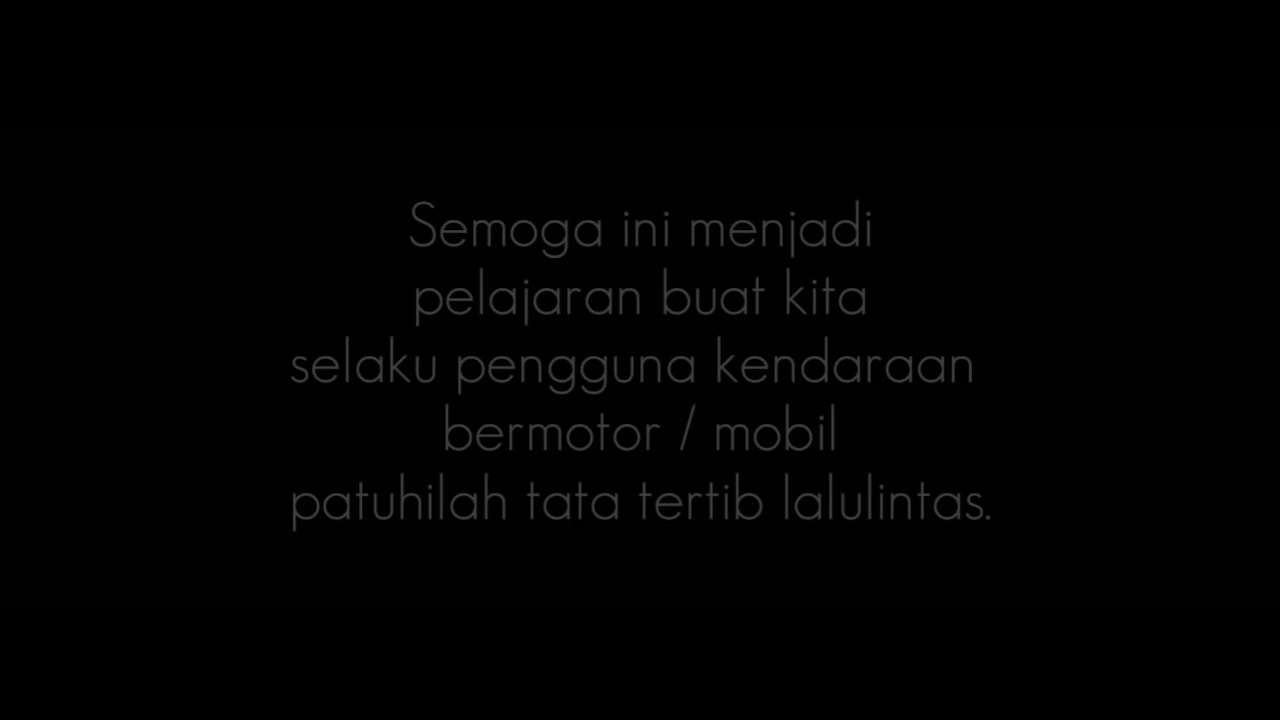 Semoga ini menjadi
pelajaran buat kita
selaku pengguna kendaraan
bermotor / mobil
patuhilah tata tertib lalulintas.